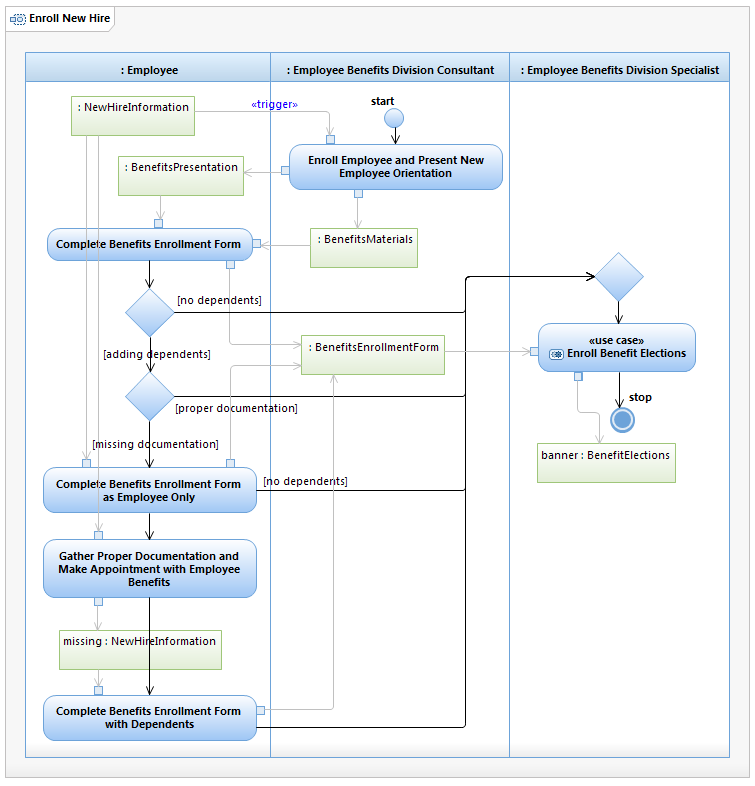 Enroll New Hire
: Employee
: Employee Benefits Division Consultant
: Employee Benefits Division Specialist
: NewHireInformation
«trigger»
start
Enroll Employee and Present New
Employee Orientation
: BenefitsPresentation
: BenefitsMaterials
Complete Benefits Enrollment Form
[no dependents]
«use case»
Enroll Benefit Elections
: BenefitsEnrollmentForm
[adding dependents]
stop
[proper documentation]
[missing documentation]
banner : BenefitElections
Complete Benefits Enrollment Form
as Employee Only
[no dependents]
Gather Proper Documentation and
Make Appointment with Employee
Benefits
missing : NewHireInformation
Complete Benefits Enrollment Form
with Dependents